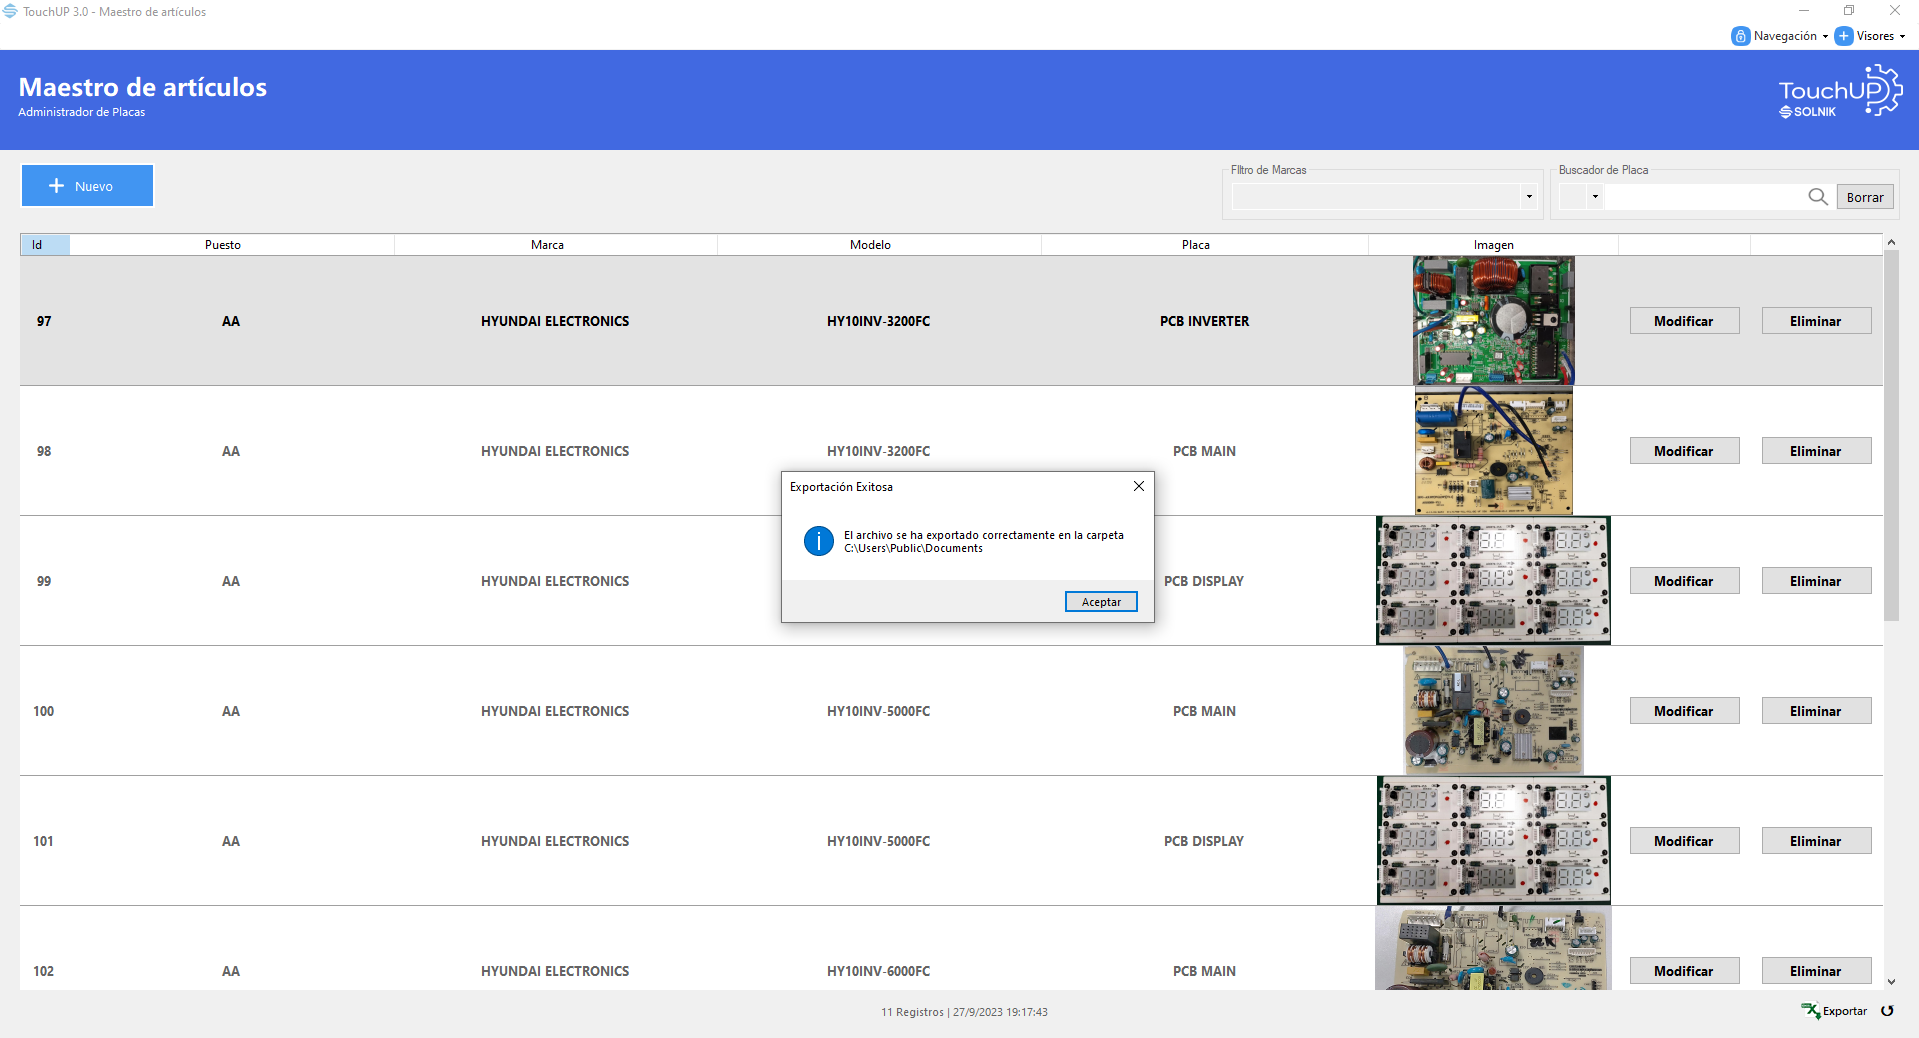 TouchUP 3.0 - Maestro de artículos
Navegación
Visores
Maestro de artículos
Administrador de Placas
TouchUP
SOLNIK
Nuevo
FIltro de Marcas
Buscador de Placa
Borrar
Id Puesto Marca Modelo Placa Imagen
97 AA HYUNDAI ELECTRONICS HY10INV-3200FC PCB INVERTER Modificar Eliminar
98 AA HYUNDAI ELECTRONICS HY10INV-3200FC PCB MAIN Modificar Eliminar
Exportación Exitosa
El archivo se ha exportado correctamente en la carpeta
C:\Users\Public\Documents
Aceptar
99 AA HYUNDAI ELECTRONICS PCB DISPLAY Modificar Eliminar
100 AA HYUNDAI ELECTRONICS HY10INV-5000FC PCB MAIN Modificar Eliminar
101 AA HYUNDAI ELECTRONICS HY10INV-5000FC PCB DISPLAY Modificar Eliminar
102 AA HYUNDAI ELECTRONICS HY10INV-6000FC PCB MAIN Modificar Eliminar
11 Registros | 27/9/2023 19:17:43
Exportar